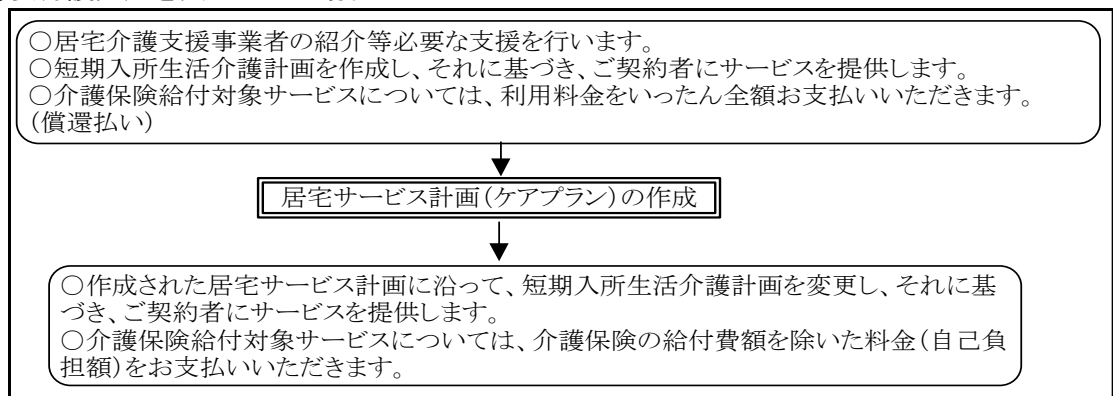 ○居宅介護支援事業者の紹介等必要な支援を行います。
○短期入所生活介護計画を作成し、それに基づき、ご契約者にサービスを提供します。
○介護保険給付対象サービスについては、利用料金をいったん全額お支払いいただきます。
(償還払い)
居宅サービス計画(ケアプラン)の作成
○作成された居宅サービス計画に沿って、短期入所生活介護計画を変更し、それに基
づき、ご契約者にサービスを提供します。
○介護保険給付対象サービスについては、介護保険の給付費額を除いた料金(自己負
担額)をお支払いいただきます。